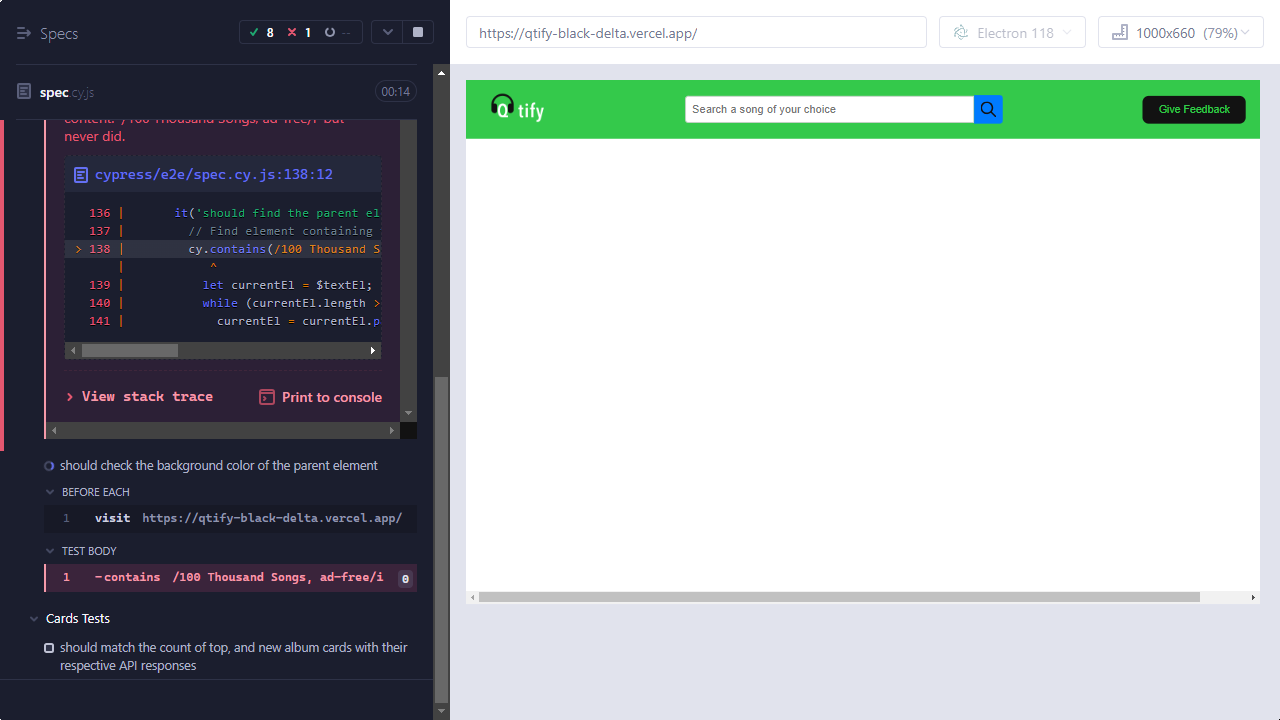 Specs
8
1
--
spec.cy.js
00:14
content: '/100 Thousand Songs, ad-free/i' but
never did.
cypress/e2e/spec.cy.js:138:12
136 | it('should find the parent el
137 | // Find element containing
> 138 | cy.contains(/100 Thousand S
| ^
139 | let currentEl = $textEl;
140 | while (currentEl.length >
141 | currentEl = currentEl.p
View stack trace
Print to console
should check the background color of the parent element
BEFORE EACH
1 visit https://qtify-black-delta.vercel.app/
TEST BODY
1 -contains /100 Thousand Songs, ad-free/i 0
Cards Tests
should match the count of top, and new album cards with their
respective API responses
https://qtify-black-delta.vercel.app/
Electron 118
1000x660 (79%)
Qtify
Search a song of your choice
Give Feedback